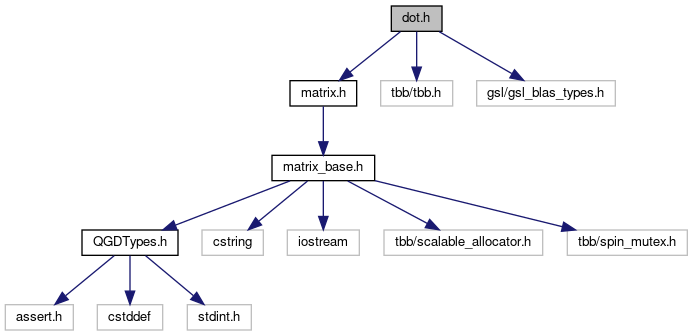 dot.h
matrix.h
tbb/tbb.h
gsl/gsl_blas_types.h
matrix_base.h
QGDTypes.h
cstring
iostream
tbb/scalable_allocator.h
tbb/spin_mutex.h
assert.h
cstddef
stdint.h